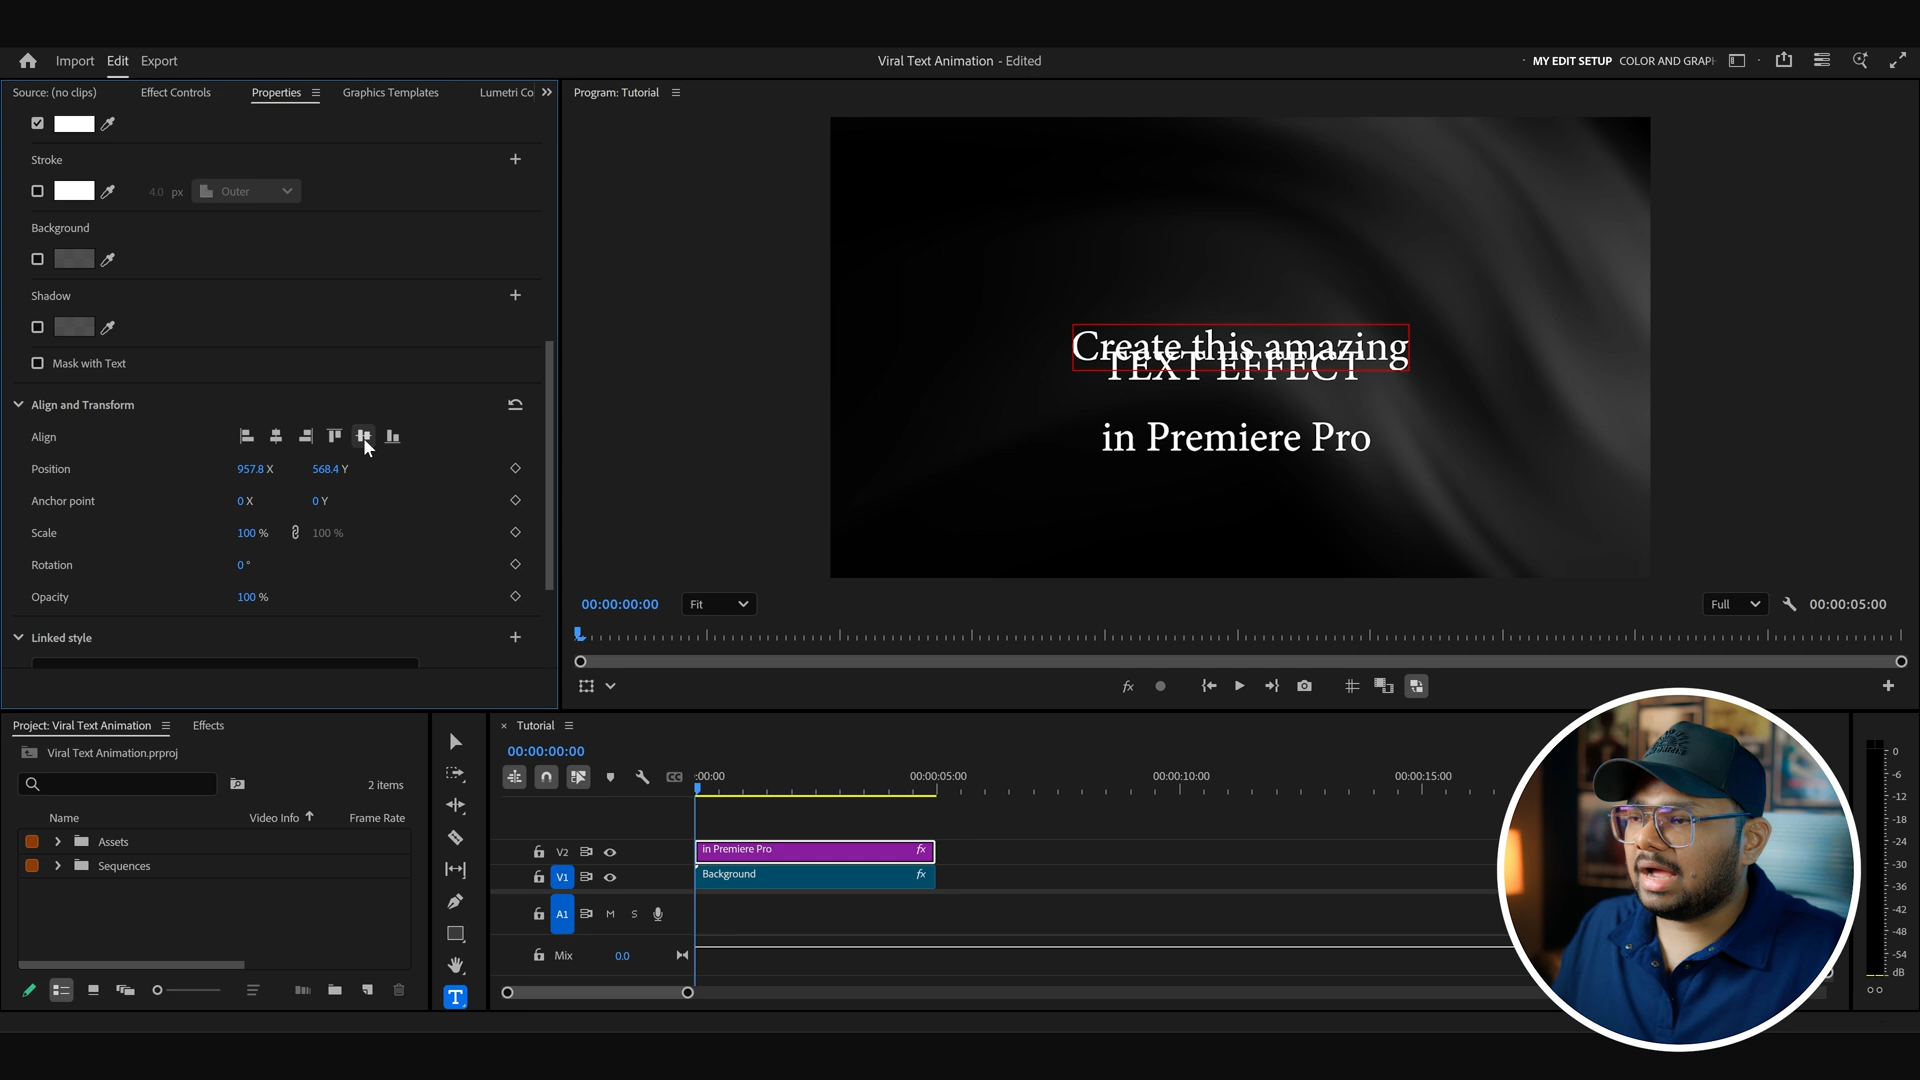 Import Edit Export
Viral Text Animation - Edited
MY EDIT SETUP COLOR AND GRAPH
Source: (no clips) Effect Controls Properties Graphics Templates Lumetri Co
Program: Tutorial
Stroke
4.0 px Outer
Background
Shadow
Mask with Text
Align and Transform
Align
Position 957.8 X 568.4 Y
Anchor point 0 X 0 Y
Scale 100 % 100 %
Rotation 0 °
Opacity 100 %
Linked style
Create this amazing
TEXT EFFECT
in Premiere Pro
00:00:00:00 Fit Full 00:00:05:00
fx
Project: Viral Text Animation Effects
Viral Text Animation.prproj
2 items
Name Video Info Frame Rate
Assets
Sequences
T
× Tutorial
00:00:00:00
CC
:00:00 00:00:05:00 00:00:10:00 00:00:15:00
V2 in Premiere Pro fx
V1 Background fx
A1 M S
Mix 0.0
0
-6
-12
-18
-24
-30
-36
-42
-48
-54
dB